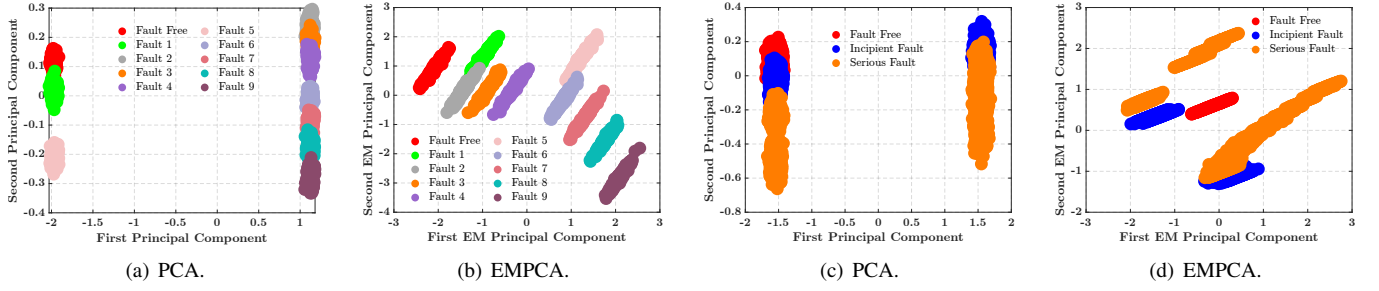 0.3
0.2
0.1
0
-0.1
-0.2
-0.3
-0.4
Second Principal Component
Fault Free
Fault 1
Fault 2
Fault 3
Fault 4
Fault 5
Fault 6
Fault 7
Fault 8
Fault 9
-2 -1.5 -1 -0.5 0 0.5 1
First Principal Component
(a) PCA.
3
2
1
0
-1
-2
-3
-4
Second EM Principal Component
Fault Free
Fault 1
Fault 2
Fault 3
Fault 4
Fault 5
Fault 6
Fault 7
Fault 8
Fault 9
-3 -2 -1 0 1 2 3
First EM Principal Component
(b) EMPCA.
0.4
0.2
0
-0.2
-0.4
-0.6
-0.8
Second Principal Component
Fault Free
Incipient Fault
Serious Fault
-2 -1.5 -1 -0.5 0 0.5 1 1.5 2
First Principal Component
(c) PCA.
3
2
1
0
-1
-2
Second EM Principal Component
Fault Free
Incipient Fault
Serious Fault
-3 -2 -1 0 1 2 3
First EM Principal Component
(d) EMPCA.